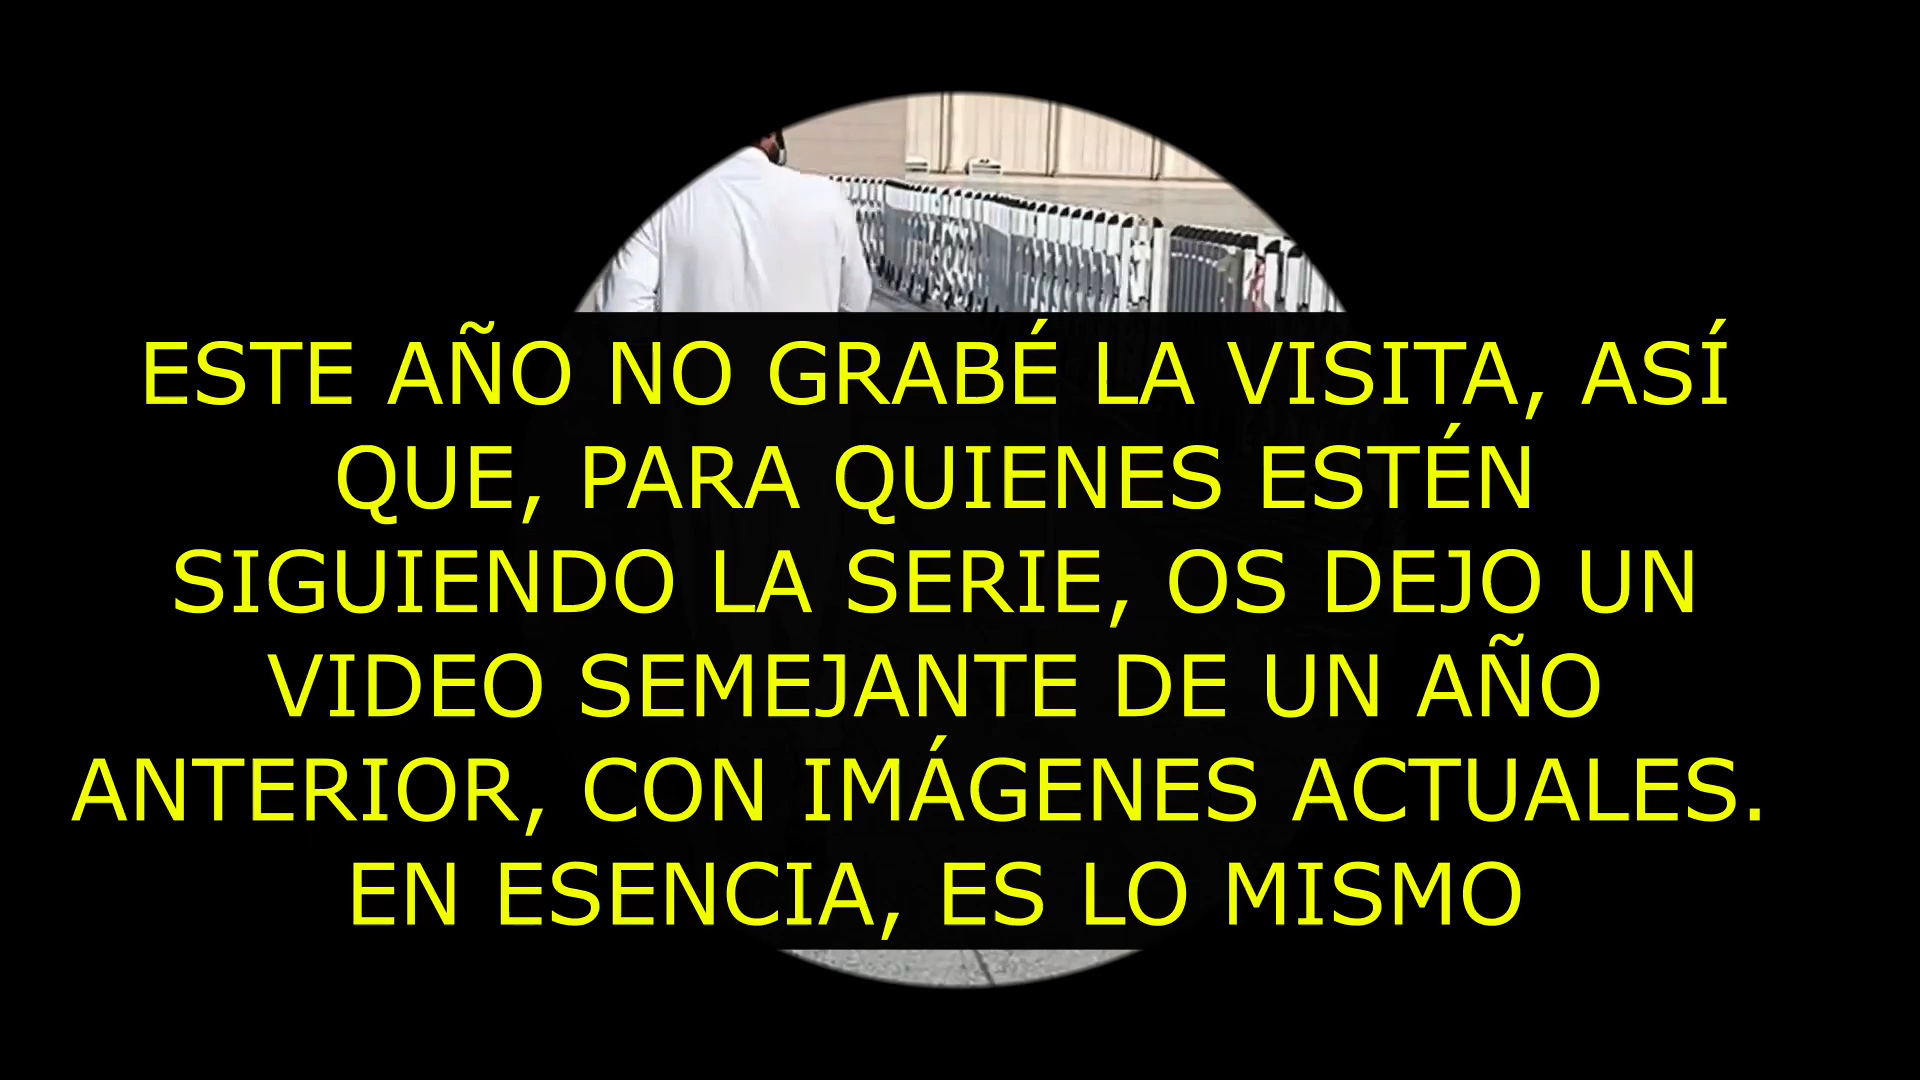 ESTE AÑO NO GRABÉ LA VISITA, ASÍ
QUE, PARA QUIENES ESTÉN
SIGUIENDO LA SERIE, OS DEJO UN
VIDEO SEMEJANTE DE UN AÑO
ANTERIOR, CON IMÁGENES ACTUALES.
EN ESENCIA, ES LO MISMO